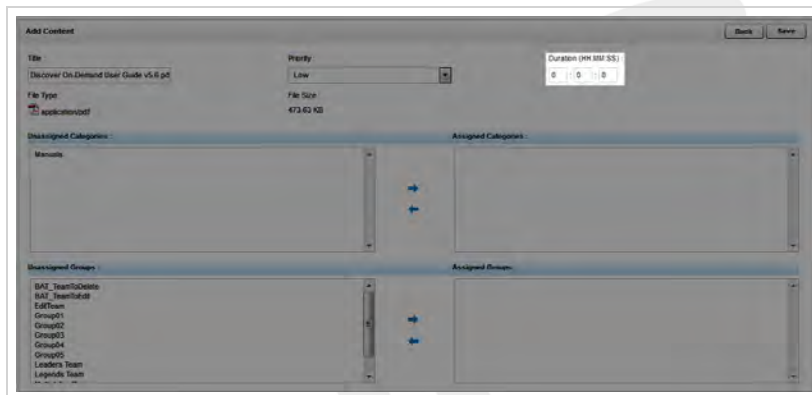 Add Content
Back Save
Title
Priority
Duration (HH:MM:SS) :
Discover On-Demand User Guide v5.6 pd
Low
0 : 0 : 0
File Type
File Size
application/pdf
473.63 KB
Unassigned Categories :
Assigned Categories :
Manuals
Unassigned Groups :
Assigned Groups:
BAT_TeamToDelete
BAT_TeamToEdit
EditTeam
Group01
Group02
Group03
Group04
Group05
Leaders Team
Legends Team